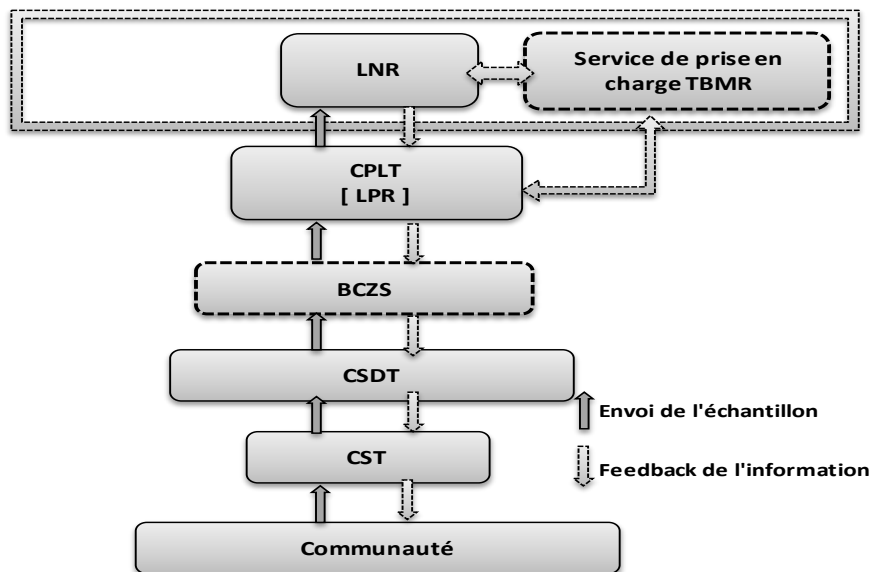 LNR
Service de prise en
charge TBMR
CPLT
[ LPR ]
BCZS
CSDT
Envoi de l'échantillon
CST
Feedback de l'information
Communauté